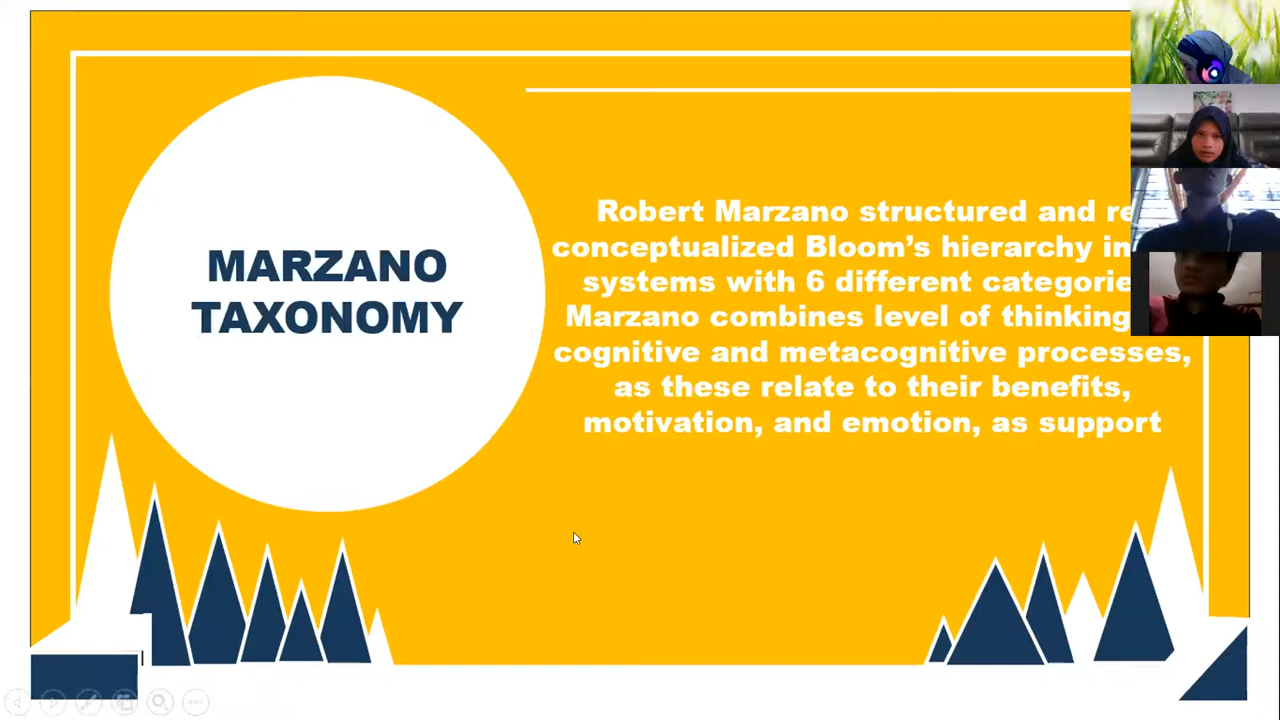 MARZANO
TAXONOMY
Robert Marzano structured and re
conceptualized Bloom's hierarchy in
systems with 6 different categorie
Marzano combines level of thinking
cognitive and metacognitive processes,
as these relate to their benefits,
motivation, and emotion, as support